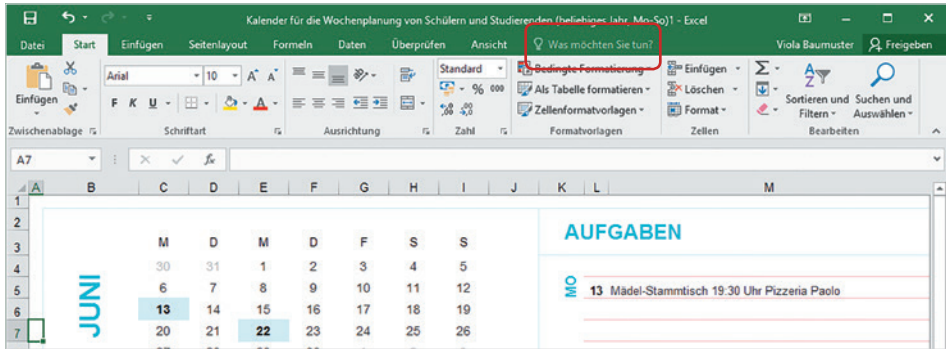 Kalender für die Wochenplanung von Schülern und Studierenden (beliebiges Jahr, Mo-So)1 - Excel
Datei Start Einfügen Seitenlayout Formeln Daten Überprüfen Ansicht Was möchten Sie tun? Viola Baumuster Freigeben
Einfügen
Arial 10 A A
F K U A
Standard
% 000
Bedingte Formatierung
Als Tabelle formatieren
Zellenformatvorlagen
Einfügen
Löschen
Format
Σ
Sortieren und Filtern
Suchen und Auswählen
Zwischenablage Schriftart Ausrichtung Zahl Formatvorlagen Zellen Bearbeiten
A7 fx
A B C D E F G H I J K L M
1
2
3 M D M D F S S AUFGABEN
4 30 31 1 2 3 4 5
5 6 7 8 9 10 11 12 MO 13 Mädel-Stammtisch 19:30 Uhr Pizzeria Paolo
6 13 14 15 16 17 18 19
7 20 21 22 23 24 25 26
JUNI